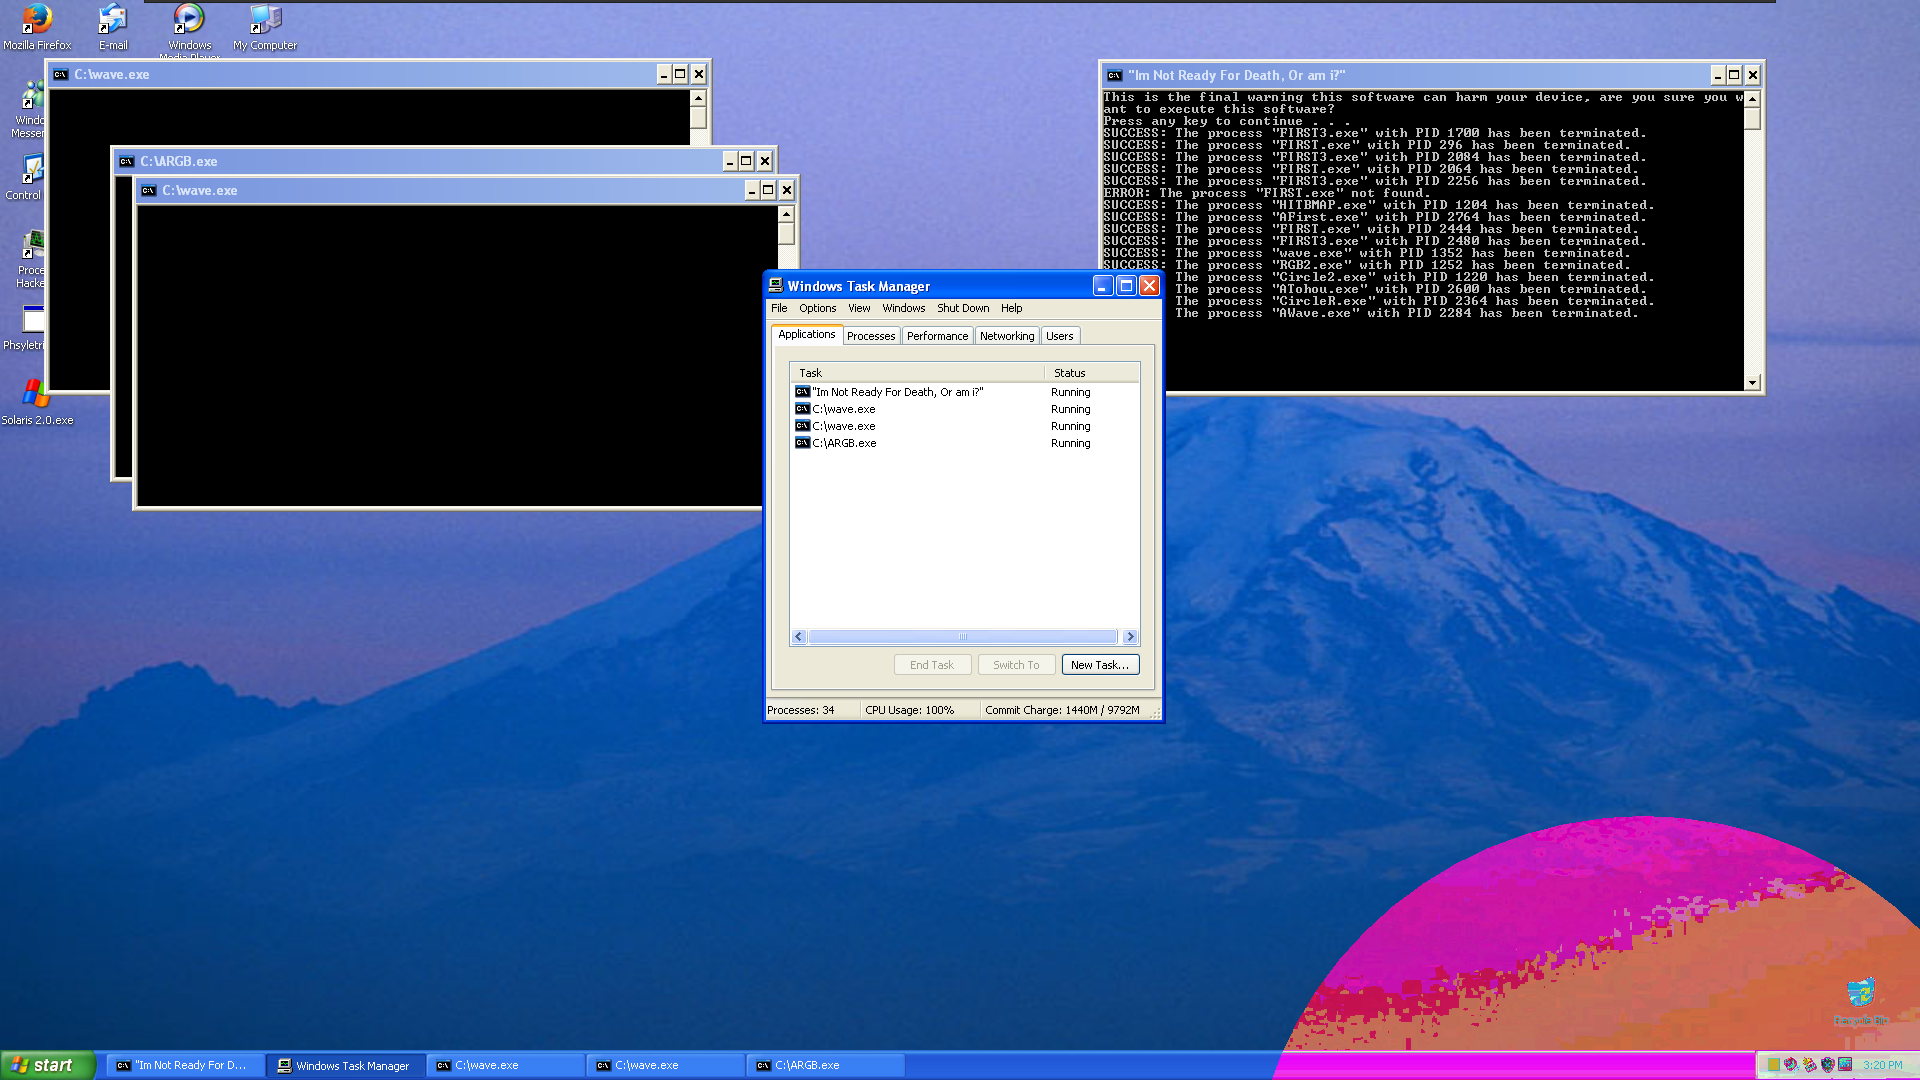 Mozilla Firefox
E-mail
Windows
My Computer
C:\wave.exe
"Im Not Ready For Death, Or am i?"
This is the final warning this software can harm your device, are you sure you w
ant to execute this software?
Press any key to continue . . .
SUCCESS: The process "FIRST3.exe" with PID 1700 has been terminated.
SUCCESS: The process "FIRST.exe" with PID 296 has been terminated.
SUCCESS: The process "FIRST3.exe" with PID 2084 has been terminated.
SUCCESS: The process "FIRST.exe" with PID 2064 has been terminated.
SUCCESS: The process "FIRST3.exe" with PID 2256 has been terminated.
ERROR: The process "FIRST.exe" not found.
SUCCESS: The process "HITBMAP.exe" with PID 1204 has been terminated.
SUCCESS: The process "AFirst.exe" with PID 2764 has been terminated.
SUCCESS: The process "FIRST.exe" with PID 2444 has been terminated.
SUCCESS: The process "FIRST3.exe" with PID 2480 has been terminated.
SUCCESS: The process "wave.exe" with PID 1352 has been terminated.
SUCCESS: The process "RGB2.exe" with PID 1252 has been terminated.
The process "Circle2.exe" with PID 1220 has been terminated.
The process "ATohou.exe" with PID 2600 has been terminated.
The process "CircleR.exe" with PID 2364 has been terminated.
The process "AWave.exe" with PID 2284 has been terminated.
Windo
Messer
C:\ARGB.exe
C:\wave.exe
Control
Proce
Hacke
Phsyletri
Solaris 2.0.exe
Windows Task Manager
File Options View Windows Shut Down Help
Applications Processes Performance Networking Users
Task Status
"Im Not Ready For Death, Or am i?" Running
C:\wave.exe Running
C:\wave.exe Running
C:\ARGB.exe Running
End Task Switch To New Task...
Processes: 34 CPU Usage: 100% Commit Charge: 1440M / 9792M
Recycle Bin
start "Im Not Ready For D... Windows Task Manager C:\wave.exe C:\wave.exe C:\ARGB.exe 3:20 PM